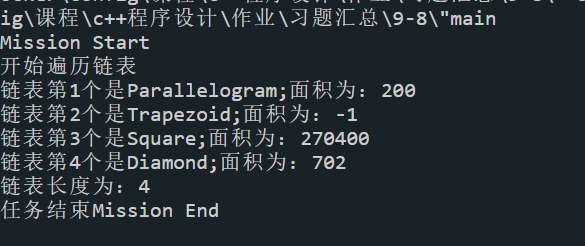 ig\课程\c++程序设计\作业\习题汇总\9-8\"main
Mission Start
开始遍历链表
链表第1个是Parallelogram;面积为：200
链表第2个是Trapezoid;面积为：-1
链表第3个是Square;面积为：270400
链表第4个是Diamond;面积为：702
链表长度为：4
任务结束Mission End